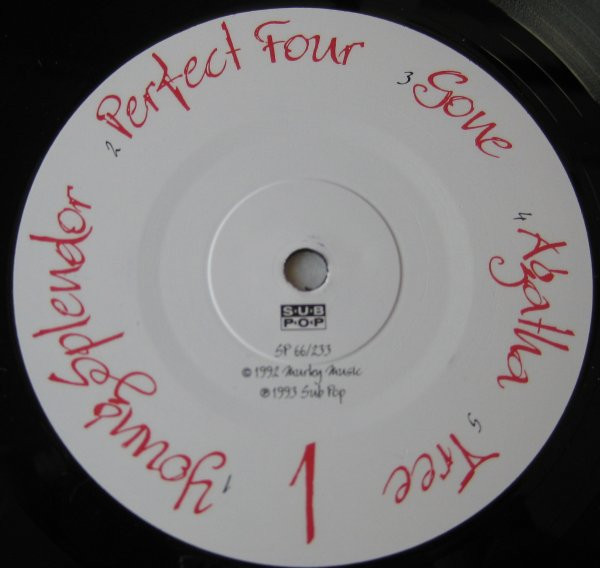 1 Young Splendor
2 Perfect Four
3 Gone
4 Agatha
5 Tree
1
SUB
POP
SP 66/233
© 1992 Murky Music
℗ 1993 Sub Pop